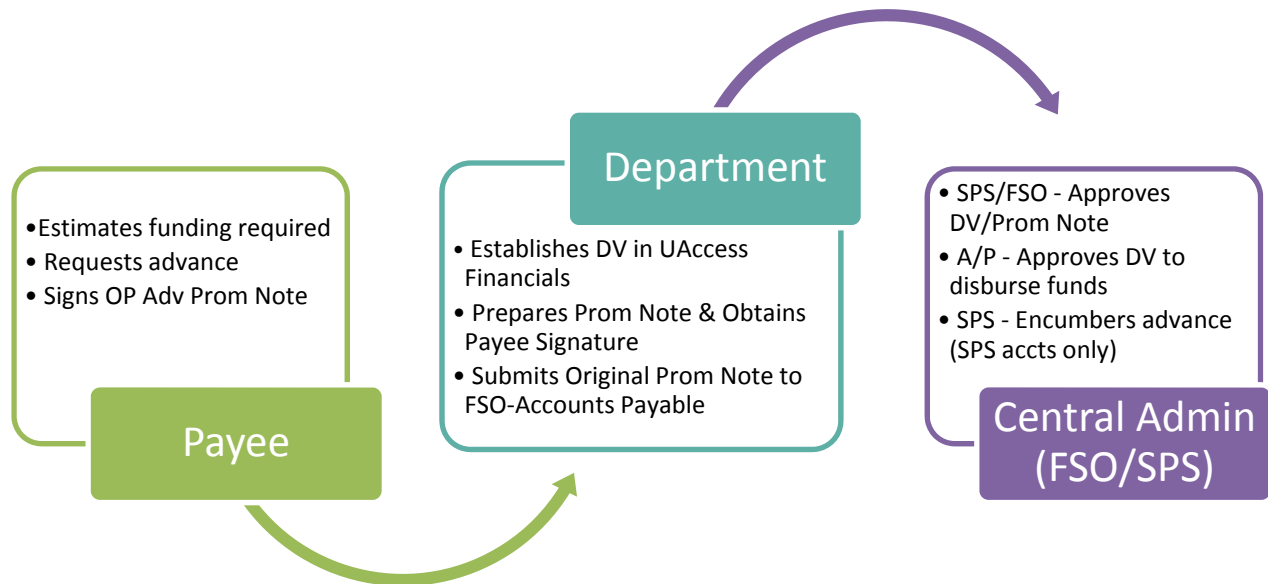 •Estimates funding required
• Requests advance
• Signs OP Adv Prom Note
Payee
Department
• Establishes DV in UAccess
Financials
• Prepares Prom Note & Obtains
Payee Signature
• Submits Original Prom Note to
FSO-Accounts Payable
• SPS/FSO - Approves
DV/Prom Note
• A/P - Approves DV to
disburse funds
• SPS - Encumbers advance
(SPS accts only)
Central Admin
(FSO/SPS)